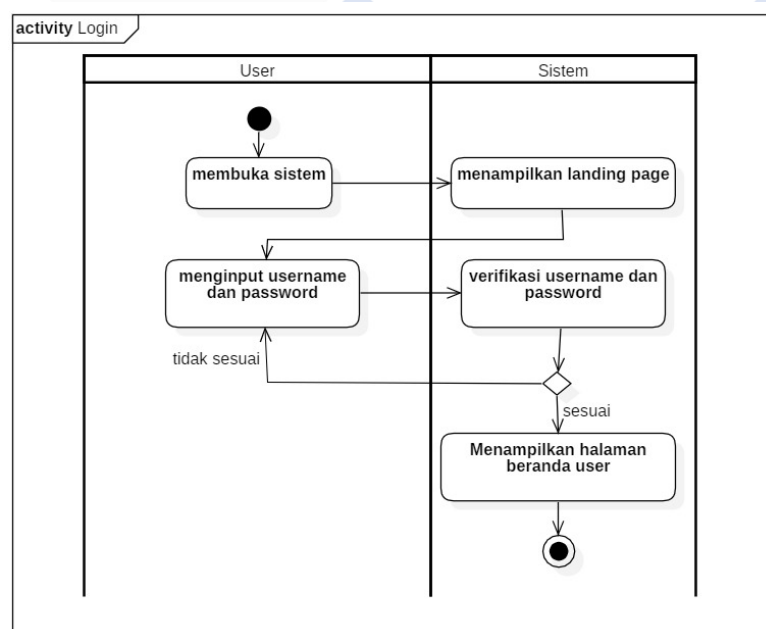 activity Login
User
Sistem
membuka sistem
menampilkan landing page
menginput username
dan password
verifikasi username dan
password
tidak sesuai
sesuai
Menampilkan halaman
beranda user